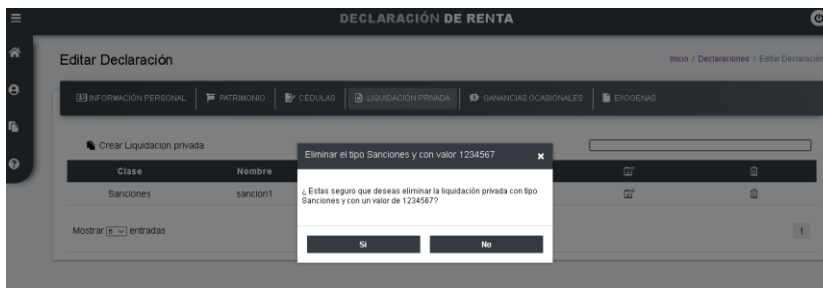 DECLARACIÓN DE RENTA
Editar Declaración
Inicio / Declaraciones / Editar Declaración
INFORMACIÓN PERSONAL PATRIMONIO CÉDULAS LIQUIDACIÓN PRIVADA GANANCIAS OCASIONALES EXOGENAS
Crear Liquidacion privada
Eliminar el tipo Sanciones y con valor 1234567 ×
Clase Nombre
Sanciones sancion1
¿ Estas seguro que deseas eliminar la liquidación privada con tipo
Sanciones y con un valor de 1234567?
Mostrar 5 entradas
1
Si No